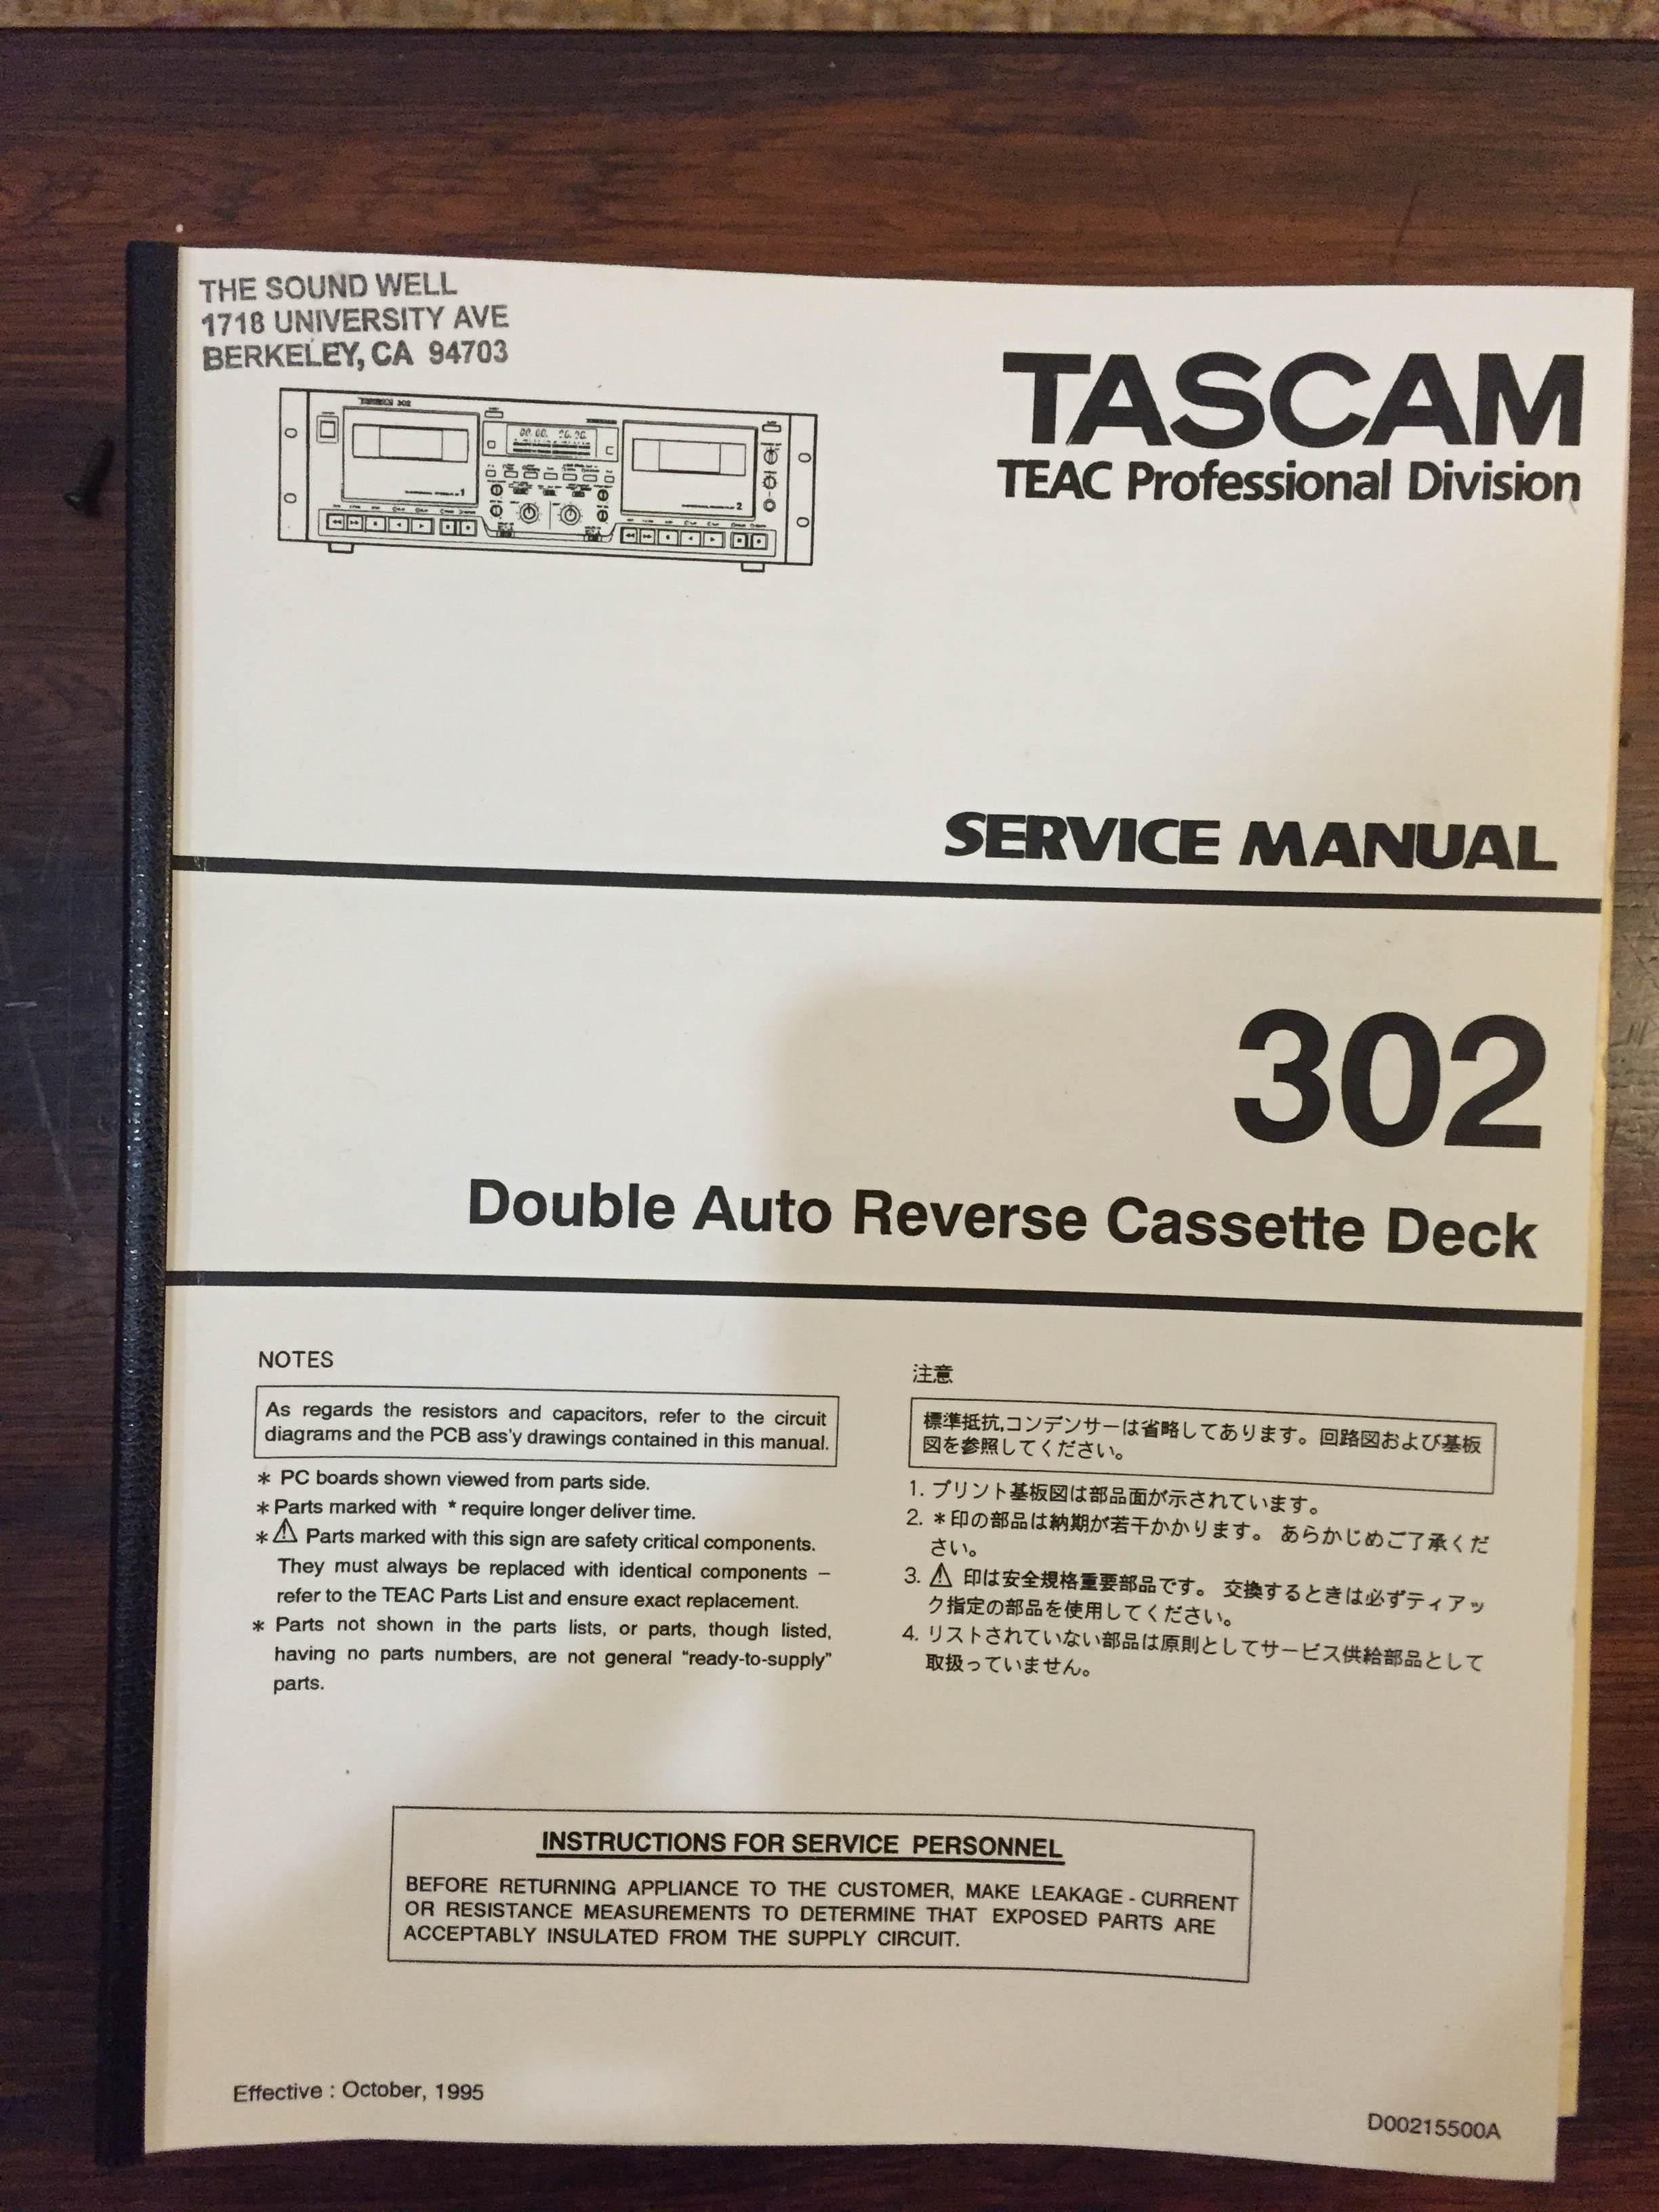 THE SOUND WELL
1718 UNIVERSITY AVE
BERKELEY, CA 94703
302
1
2
TASCAM
TEAC Professional Division
SERVICE MANUAL
302
Double Auto Reverse Cassette Deck
NOTES
As regards the resistors and capacitors, refer to the circuit
diagrams and the PCB ass'y drawings contained in this manual.
* PC boards shown viewed from parts side.
* Parts marked with * require longer deliver time.
* ⚠ Parts marked with this sign are safety critical components.
They must always be replaced with identical components –
refer to the TEAC Parts List and ensure exact replacement.
* Parts not shown in the parts lists, or parts, though listed,
having no parts numbers, are not general "ready-to-supply"
parts.
注意
標準抵抗,コンデンサーは省略してあります。回路図および基板
図を参照してください。
1. プリント基板図は部品面が示されています。
2. *印の部品は納期が若干かかります。 あらかじめご了承くだ
さい。
3. ⚠ 印は安全規格重要部品です。 交換するときは必ずティアッ
ク指定の部品を使用してください。
4. リストされていない部品は原則としてサービス供給部品として
取扱っていません。
INSTRUCTIONS FOR SERVICE PERSONNEL
BEFORE RETURNING APPLIANCE TO THE CUSTOMER, MAKE LEAKAGE - CURRENT
OR RESISTANCE MEASUREMENTS TO DETERMINE THAT EXPOSED PARTS ARE
ACCEPTABLY INSULATED FROM THE SUPPLY CIRCUIT.
Effective : October, 1995
D00215500A